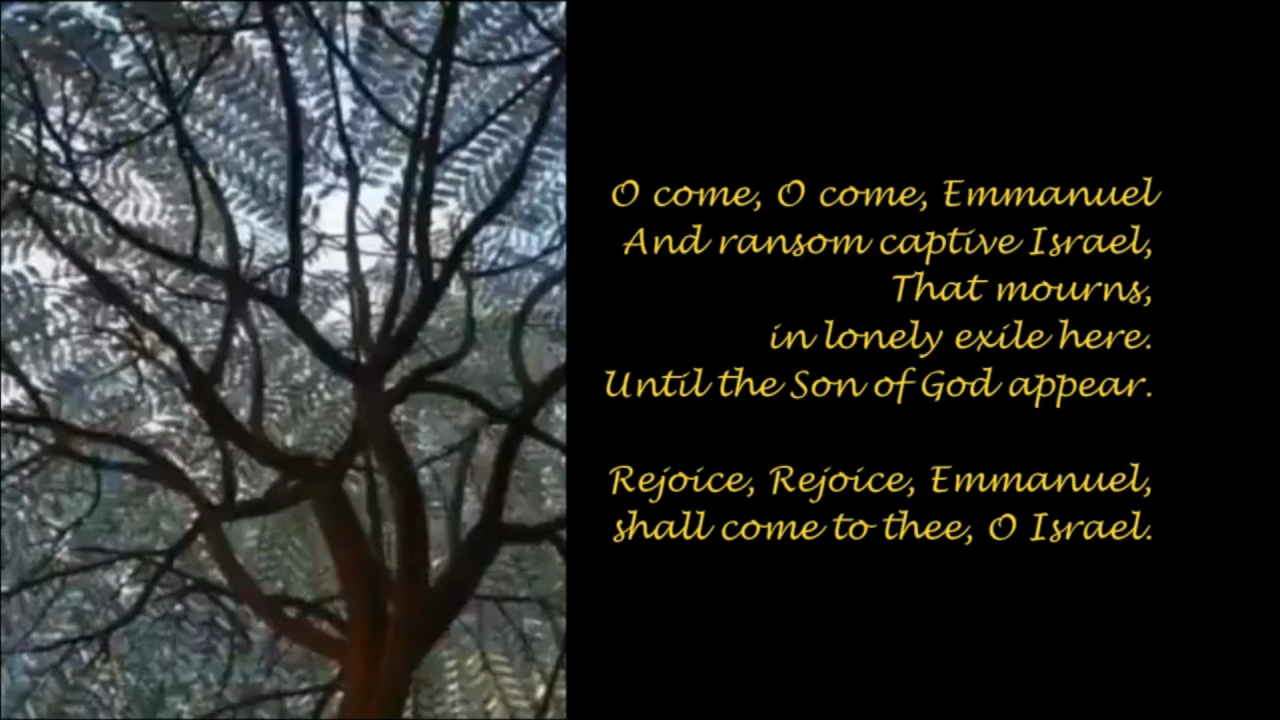 O come, O come, Emmanuel
And ransom captive Israel,
That mourns,
in lonely exile here.
Until the Son of God appear.
Rejoice, Rejoice, Emmanuel,
shall come to thee, O Israel.